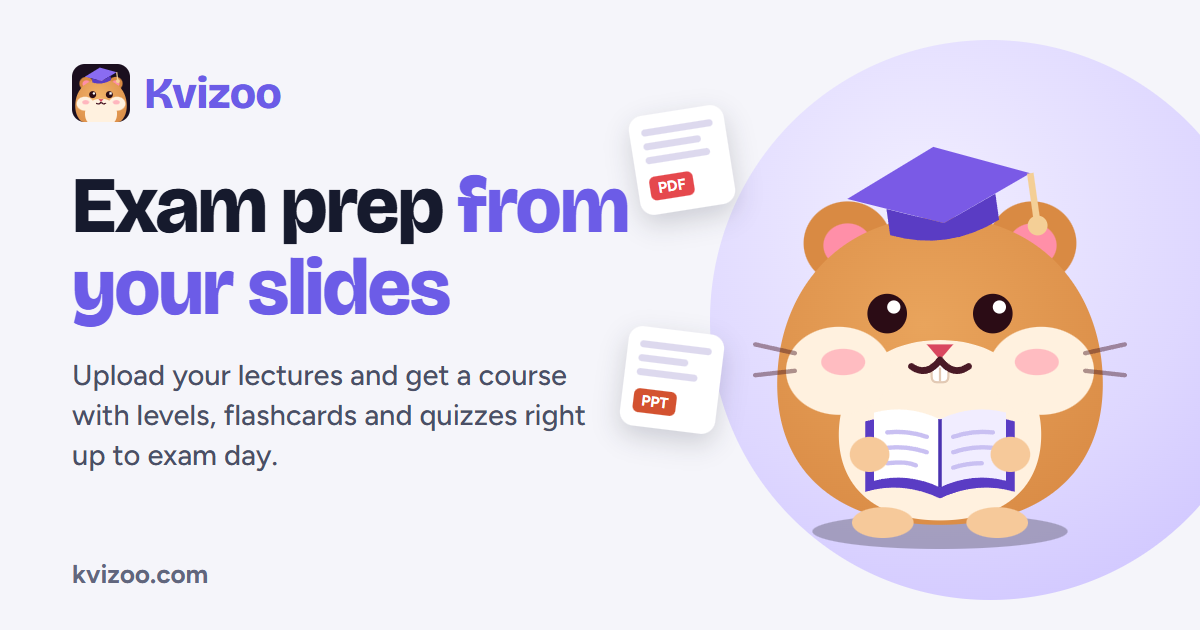 Kvizoo
Exam prep from
your slides
Upload your lectures and get a course
with levels, flashcards and quizzes right
up to exam day.
kvizoo.com
PDF
PPT